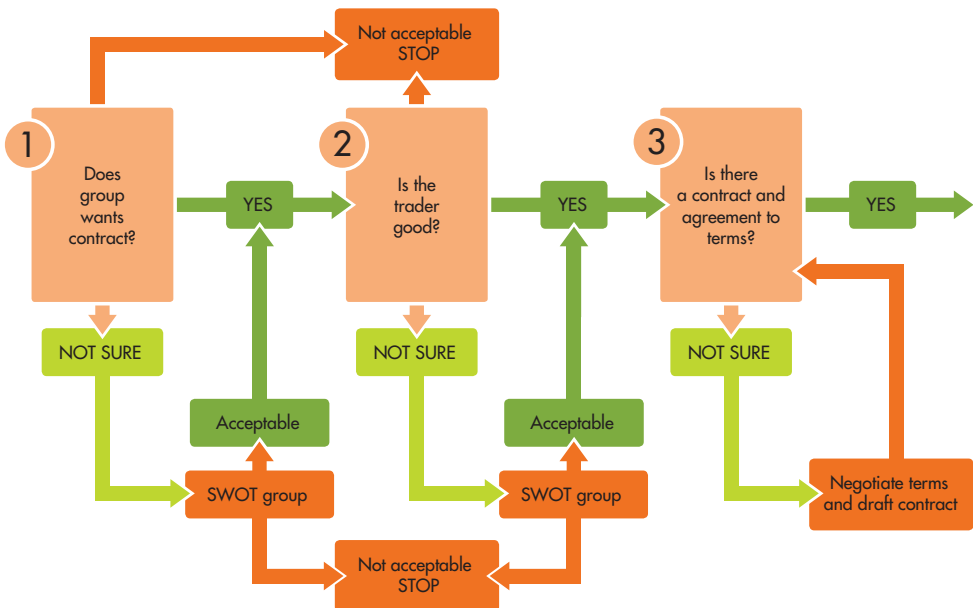 Not acceptable
STOP
1
Does
group
wants
contract?
YES
2
Is the
trader
good?
YES
3
Is there
a contract and
agreement to
terms?
YES
NOT SURE
NOT SURE
NOT SURE
Acceptable
Acceptable
SWOT group
SWOT group
Negotiate terms
and draft contract
Not acceptable
STOP